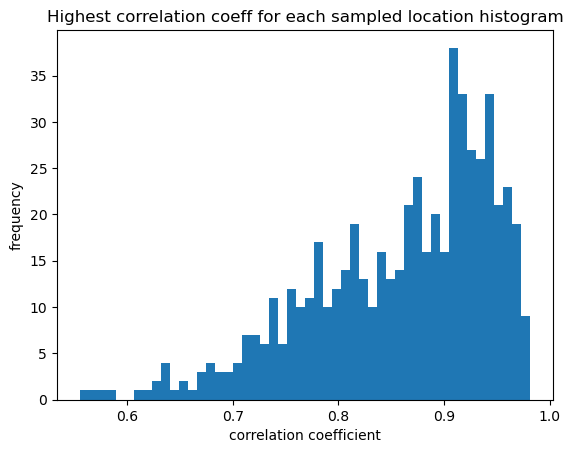 Highest correlation coeff for each sampled location histogram
35
30
25
20
15
10
5
0
frequency
0.6 0.7 0.8 0.9 1.0
correlation coefficient